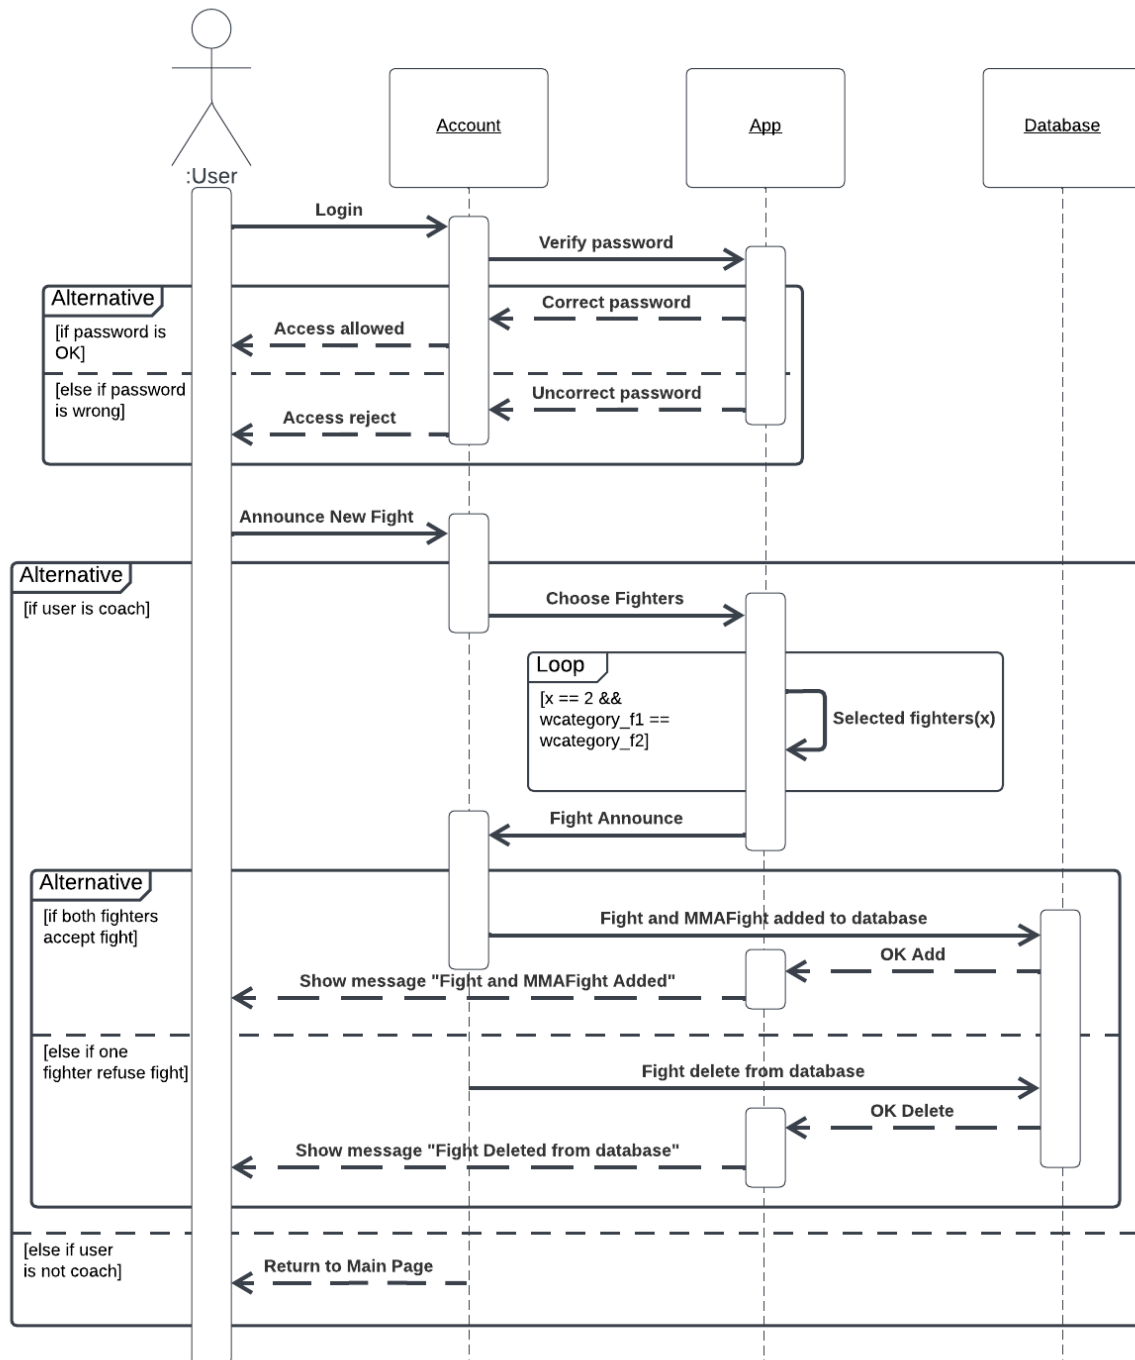 :User
Account
App
Database
Login
Verify password
Alternative
[if password is
OK]
Correct password
Access allowed
[else if password
is wrong]
Uncorrect password
Access reject
Announce New Fight
Alternative
[if user is coach]
Choose Fighters
Loop
[x == 2 &&
wcategory_f1 ==
wcategory_f2]
Selected fighters(x)
Fight Announce
Alternative
[if both fighters
accept fight]
Fight and MMAFight added to database
OK Add
Show message "Fight and MMAFight Added"
[else if one
fighter refuse fight]
Fight delete from database
OK Delete
Show message "Fight Deleted from database"
[else if user
is not coach]
Return to Main Page